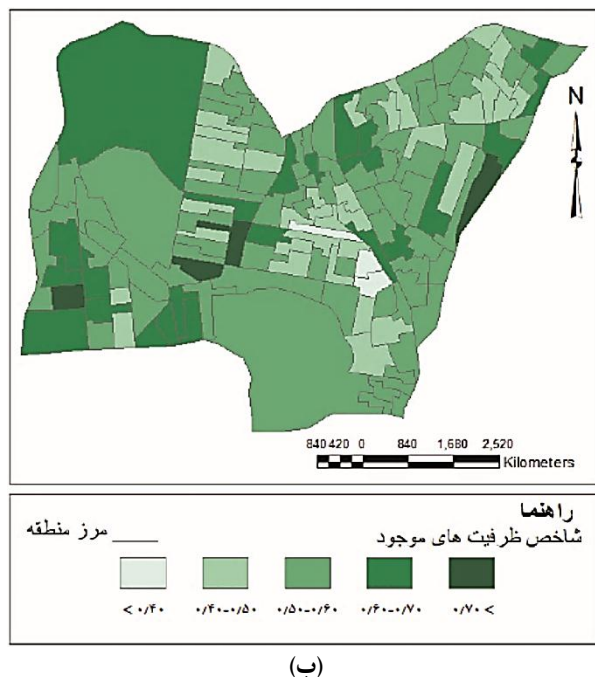 N
840 420 0 840 1,680 2,520
Kilometers
راهنما
شاخص ظرفیت های موجود
مرز منطقه
< ۰/۴۰ ۰/۴۰-۰/۵۰ ۰/۵۰-۰/۶۰ ۰/۶۰-۰/۷۰ ۰/۷۰ <
(ب)